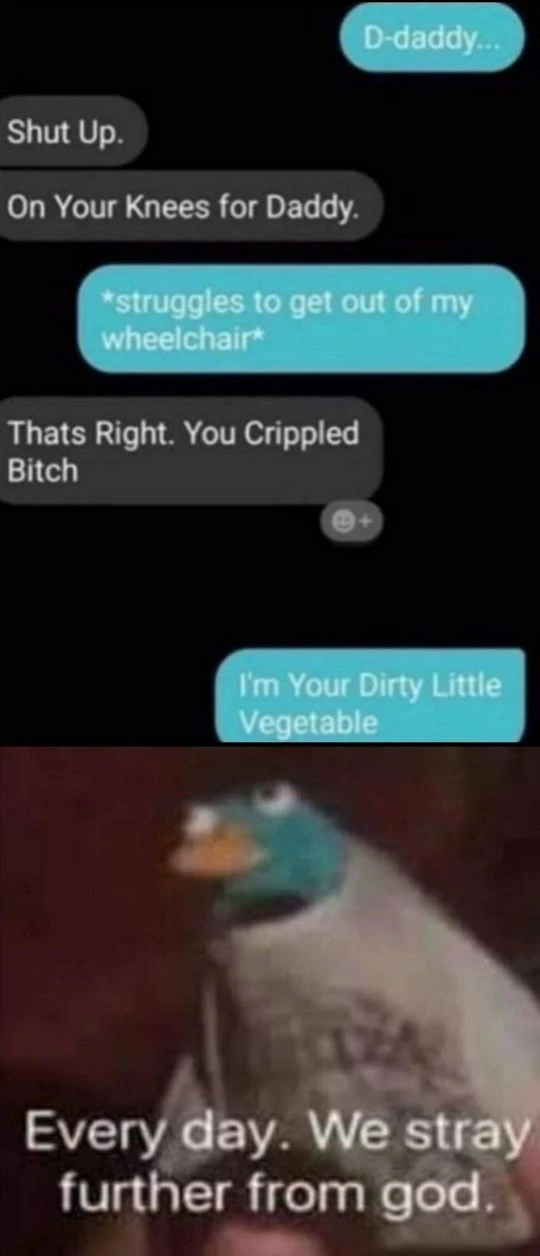 D-daddy...
Shut Up.
On Your Knees for Daddy.
*struggles to get out of my
wheelchair*
Thats Right. You Crippled
Bitch
I'm Your Dirty Little
Vegetable
Every day. We stray
further from god.